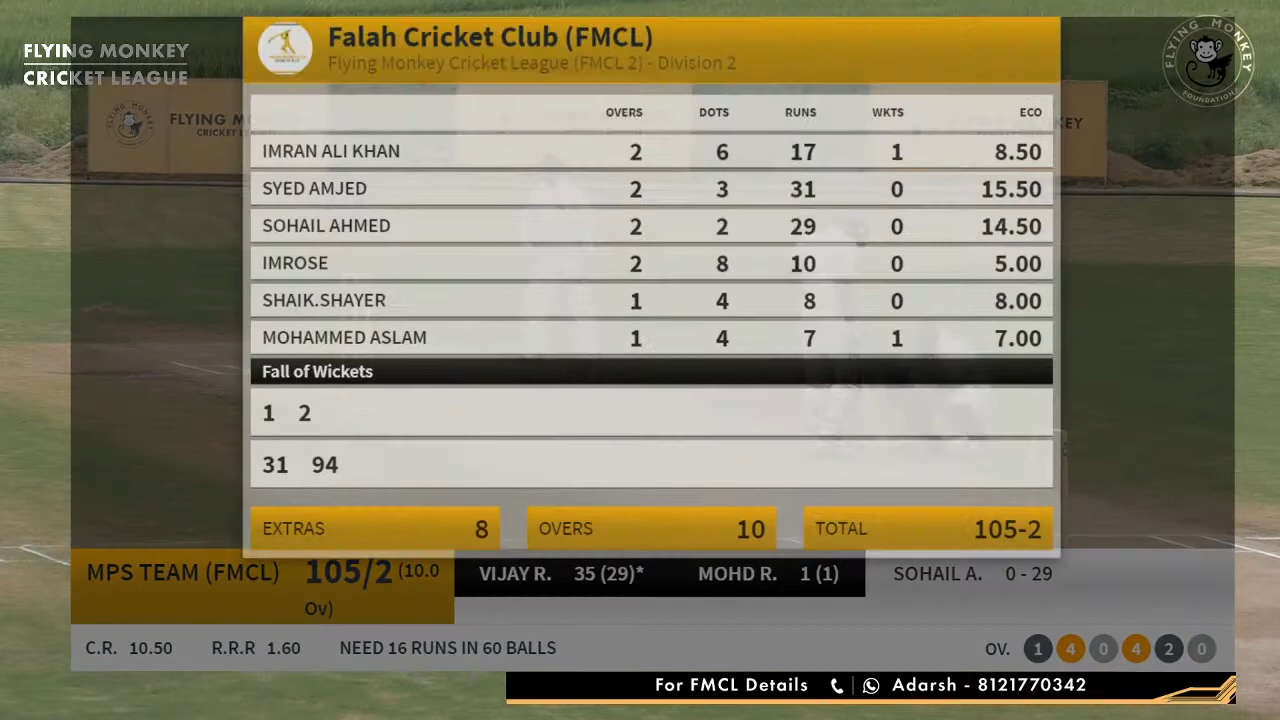 FLYING MONKEY
CRICKET LEAGUE
Falah Cricket Club (FMCL)
Flying Monkey Cricket League (FMCL 2) - Division 2
FLYING MONKEY
FOUNDATION
OVERS DOTS RUNS WKTS ECO
IMRAN ALI KHAN 2 6 17 1 8.50
SYED AMJED 2 3 31 0 15.50
SOHAIL AHMED 2 2 29 0 14.50
IMROSE 2 8 10 0 5.00
SHAIK.SHAYER 1 4 8 0 8.00
MOHAMMED ASLAM 1 4 7 1 7.00
Fall of Wickets
1 2
31 94
EXTRAS 8 OVERS 10 TOTAL 105-2
MPS TEAM (FMCL) 105/2 (10.0
Ov)
VIJAY R. 35 (29)* MOHD R. 1 (1) SOHAIL A. 0 - 29
C.R. 10.50 R.R.R 1.60 NEED 16 RUNS IN 60 BALLS OV. 1 4 0 4 2 0
For FMCL Details Adarsh - 8121770342